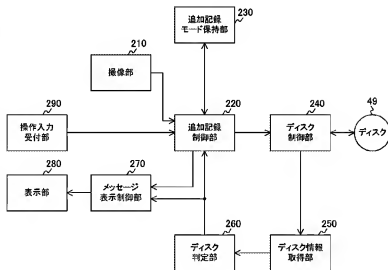 230
追加記録
モード保持部
210
撮像部
290
操作入力
受付部
220
追加記録
制御部
240
ディスク
制御部
49
ディスク
280
表示部
270
メッセージ
表示制御部
260
ディスク
判定部
250
ディスク情報
取得部